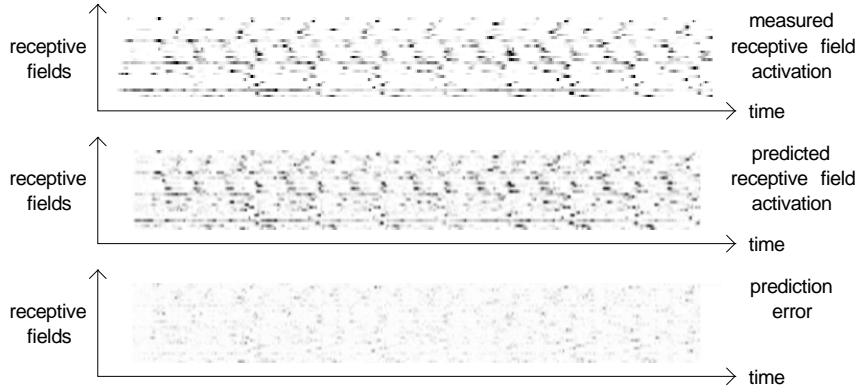 receptive
fields
measured
receptive field
activation
time
receptive
fields
predicted
receptive field
activation
time
receptive
fields
prediction
error
time